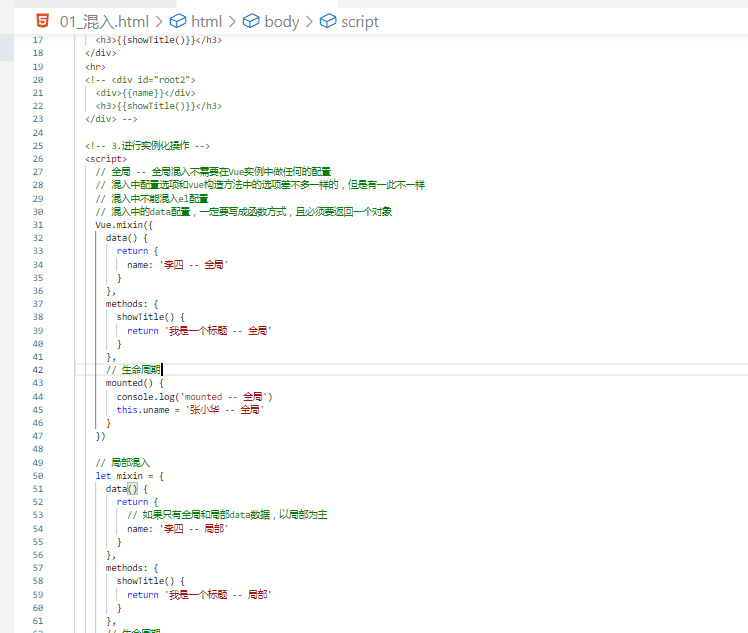 01_混入.html > html > body > script
17 <h3>{{showTitle()}}</h3>
18 </div>
19 <hr>
20 <!-- <div id="root2">
21 <div>{{name}}</div>
22 <h3>{{showTitle()}}</h3>
23 </div> -->
24
25 <!-- 3.进行实例化操作 -->
26 <script>
27 // 全局 -- 全局混入不需要在Vue实例中做任何的配置
28 // 混入中配置选项和vue构造方法中的选项差不多一样的，但是有一此不一样
29 // 混入中不能混入el配置
30 // 混入中的data配置，一定要写成函数方式，且必须要返回一个对象
31 Vue.mixin({
32 data() {
33 return {
34 name: '李四 -- 全局'
35 }
36 },
37 methods: {
38 showTitle() {
39 return '我是一个标题 -- 全局'
40 }
41 },
42 // 生命周期
43 mounted() {
44 console.log('mounted -- 全局')
45 this.uname = '张小华 -- 全局'
46 }
47 })
48
49 // 局部混入
50 let mixin = {
51 data() {
52 return {
53 // 如果只有全局和局部data数据，以局部为主
54 name: '李四 -- 局部'
55 }
56 },
57 methods: {
58 showTitle() {
59 return '我是一个标题 -- 局部'
60 }
61 },